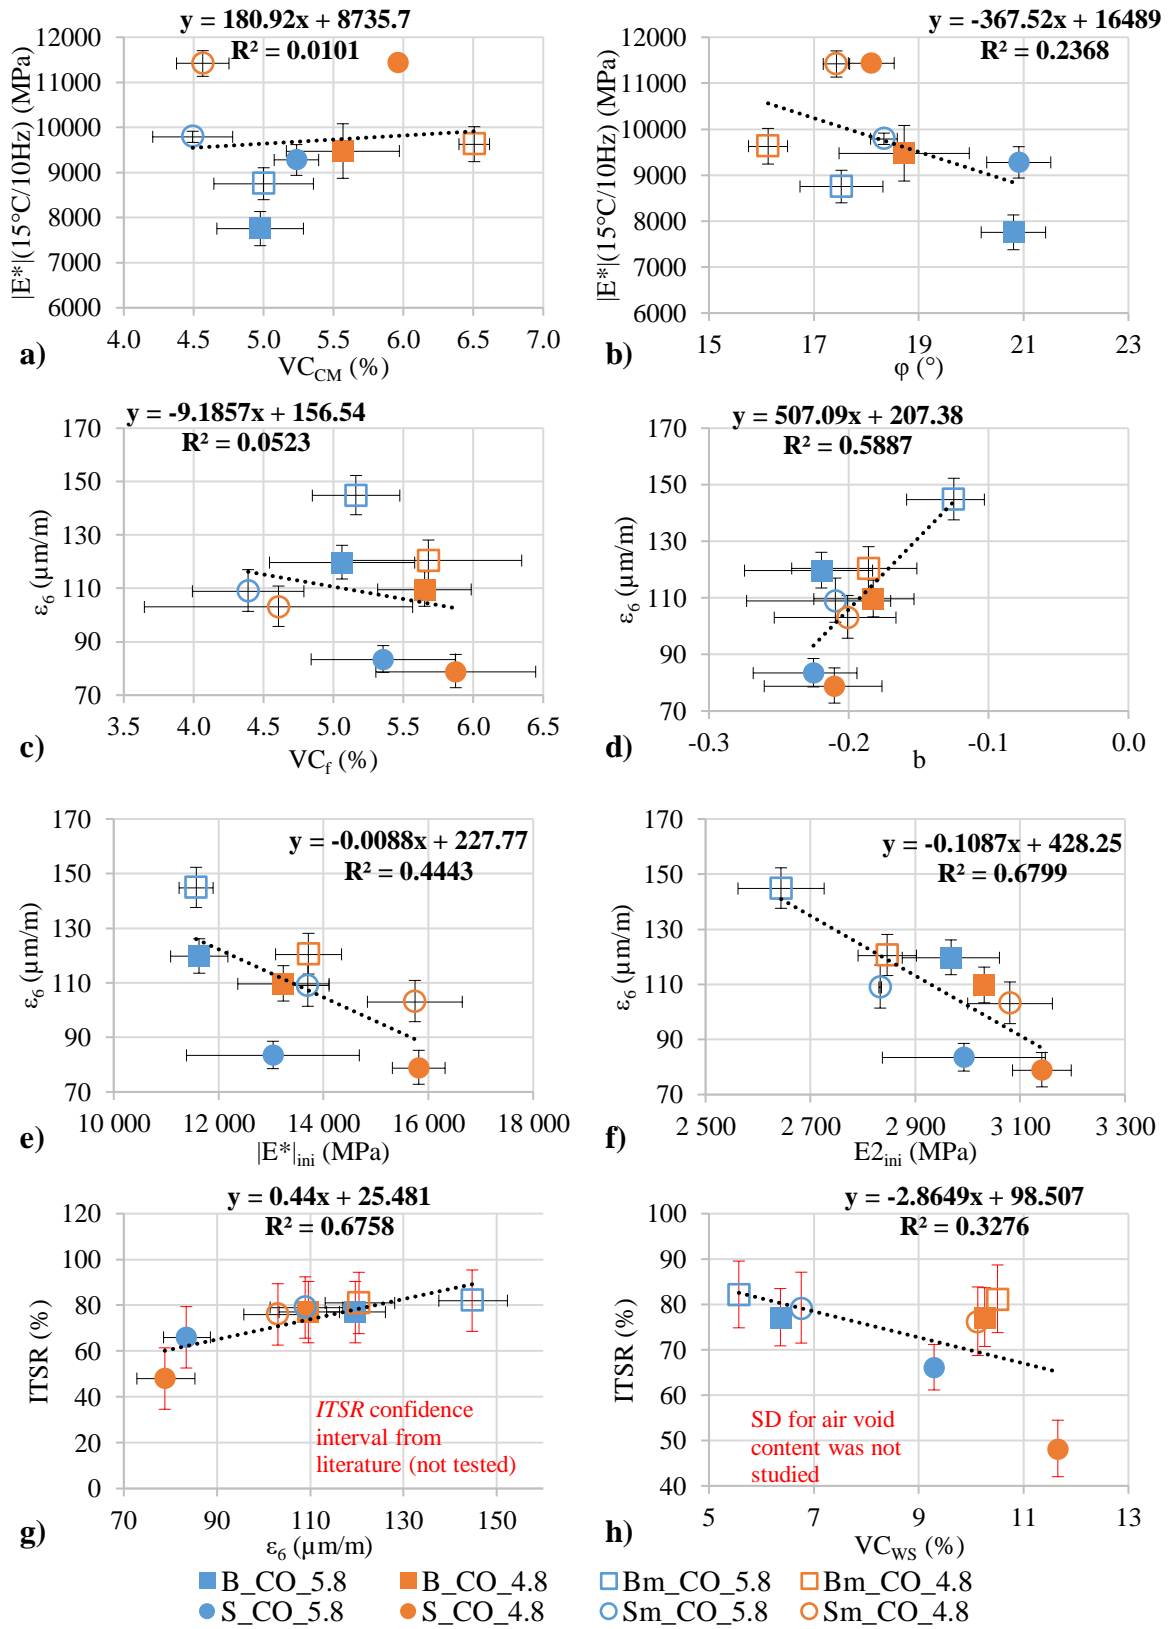 y = 180.92x + 8735.7
R² = 0.0101
|E*|(15°C/10Hz) (MPa)
12000
11000
10000
9000
8000
7000
6000
4.0 4.5 5.0 5.5 6.0 6.5 7.0
a)
VC_CM (%)
y = -367.52x + 16489
R² = 0.2368
|E*|(15°C/10Hz) (MPa)
12000
11000
10000
9000
8000
7000
6000
15 17 19 21 23
b)
φ (°)
y = -9.1857x + 156.54
R² = 0.0523
ε₆ (µm/m)
170
150
130
110
90
70
3.5 4.0 4.5 5.0 5.5 6.0 6.5
c)
VC_f (%)
y = 507.09x + 207.38
R² = 0.5887
ε₆ (µm/m)
170
150
130
110
90
70
-0.3 -0.2 -0.1 0.0
d)
b
y = -0.0088x + 227.77
R² = 0.4443
ε₆ (µm/m)
170
150
130
110
90
70
10 000 12 000 14 000 16 000 18 000
e)
|E*|_ini (MPa)
y = -0.1087x + 428.25
R² = 0.6799
ε₆ (µm/m)
170
150
130
110
90
70
2 500 2 700 2 900 3 100 3 300
f)
E2_ini (MPa)
y = 0.44x + 25.481
R² = 0.6758
ITSR (%)
120
100
80
60
40
20
0
ITSR confidence
interval from
literature (not tested)
70 90 110 130 150
g)
ε₆ (µm/m)
y = -2.8649x + 98.507
R² = 0.3276
ITSR (%)
100
90
80
70
60
50
40
SD for air void
content was not
studied
5 7 9 11 13
h)
VC_WS (%)
B_CO_5.8 B_CO_4.8 Bm_CO_5.8 Bm_CO_4.8
S_CO_5.8 S_CO_4.8 Sm_CO_5.8 Sm_CO_4.8